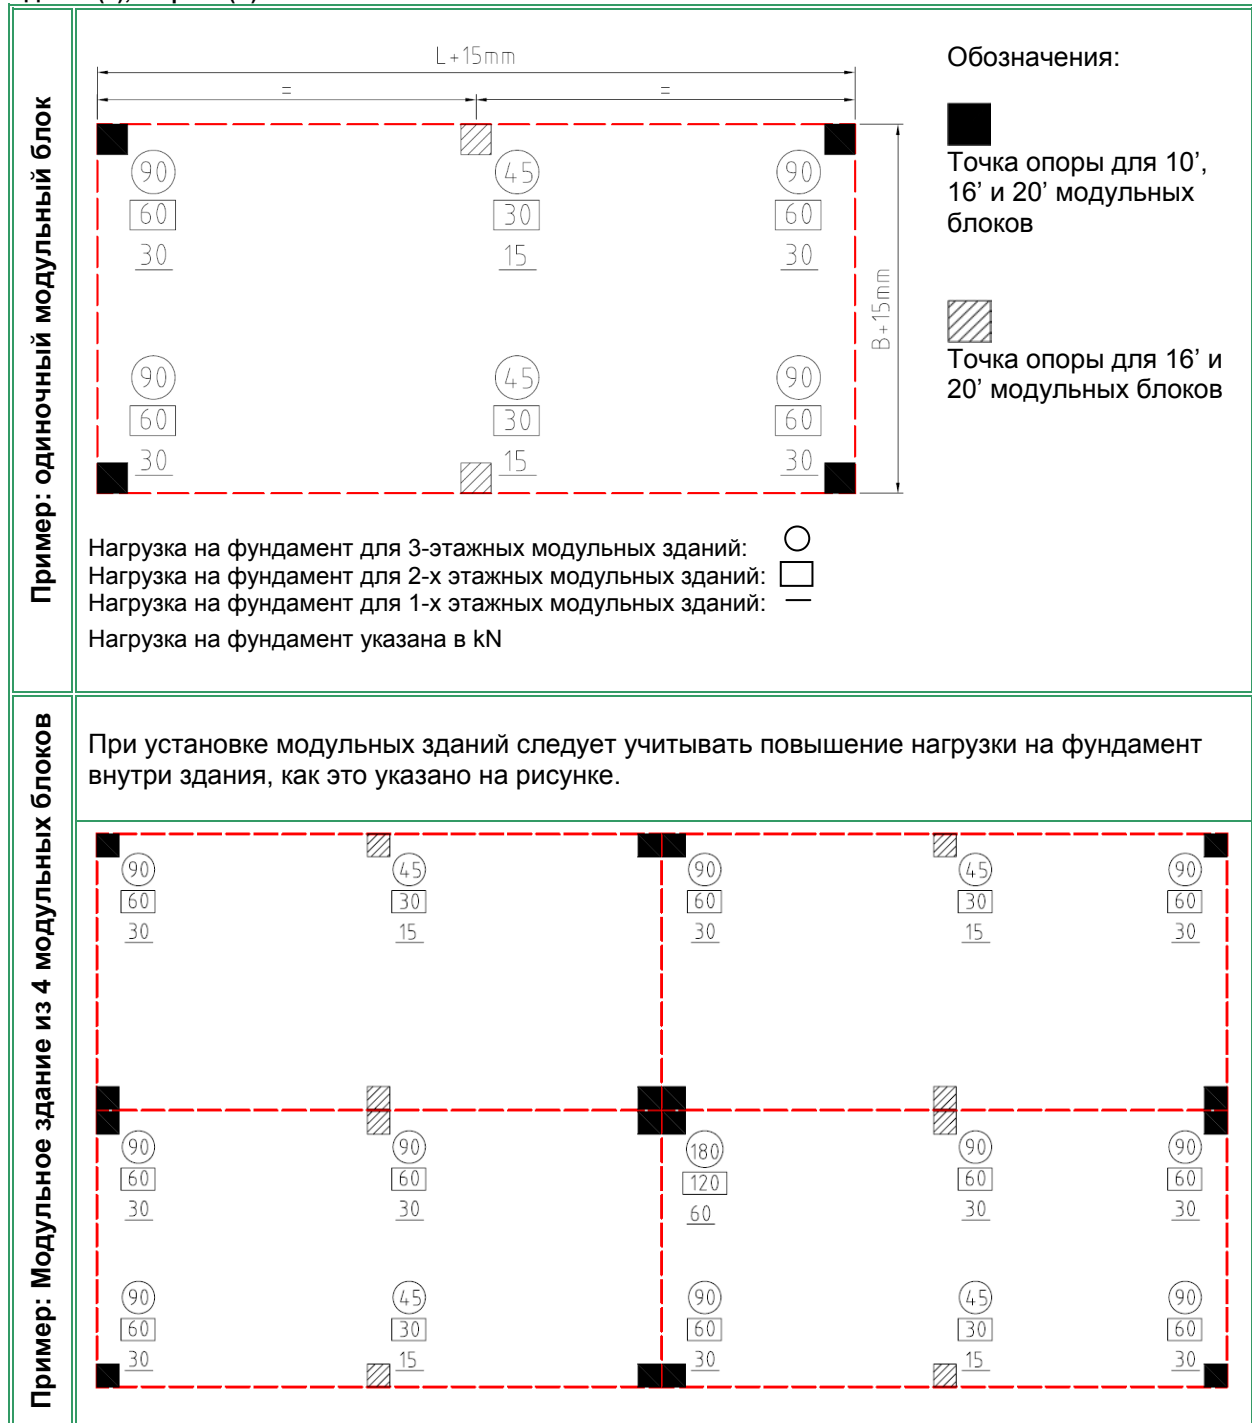 Пример: одиночный модульный блок
L+15mm
= =
90 45 90
60 30 60
30 15 30
B+15mm
90 45 90
60 30 60
30 15 30
Обозначения:
Точка опоры для 10’,
16’ и 20’ модульных
блоков
Точка опоры для 16’ и
20’ модульных блоков
Нагрузка на фундамент для 3-этажных модульных зданий:
Нагрузка на фундамент для 2-х этажных модульных зданий:
Нагрузка на фундамент для 1-х этажных модульных зданий:
Нагрузка на фундамент указана в kN
Пример: Модульное здание из 4 модульных блоков
При установке модульных зданий следует учитывать повышение нагрузки на фундамент
внутри здания, как это указано на рисунке.
90 45 90 45 90
60 30 60 30 60
30 15 30 15 30
90 90 180 90 90
60 60 120 60 60
30 30 60 30 30
90 45 90 45 90
60 30 60 30 60
30 15 30 15 30